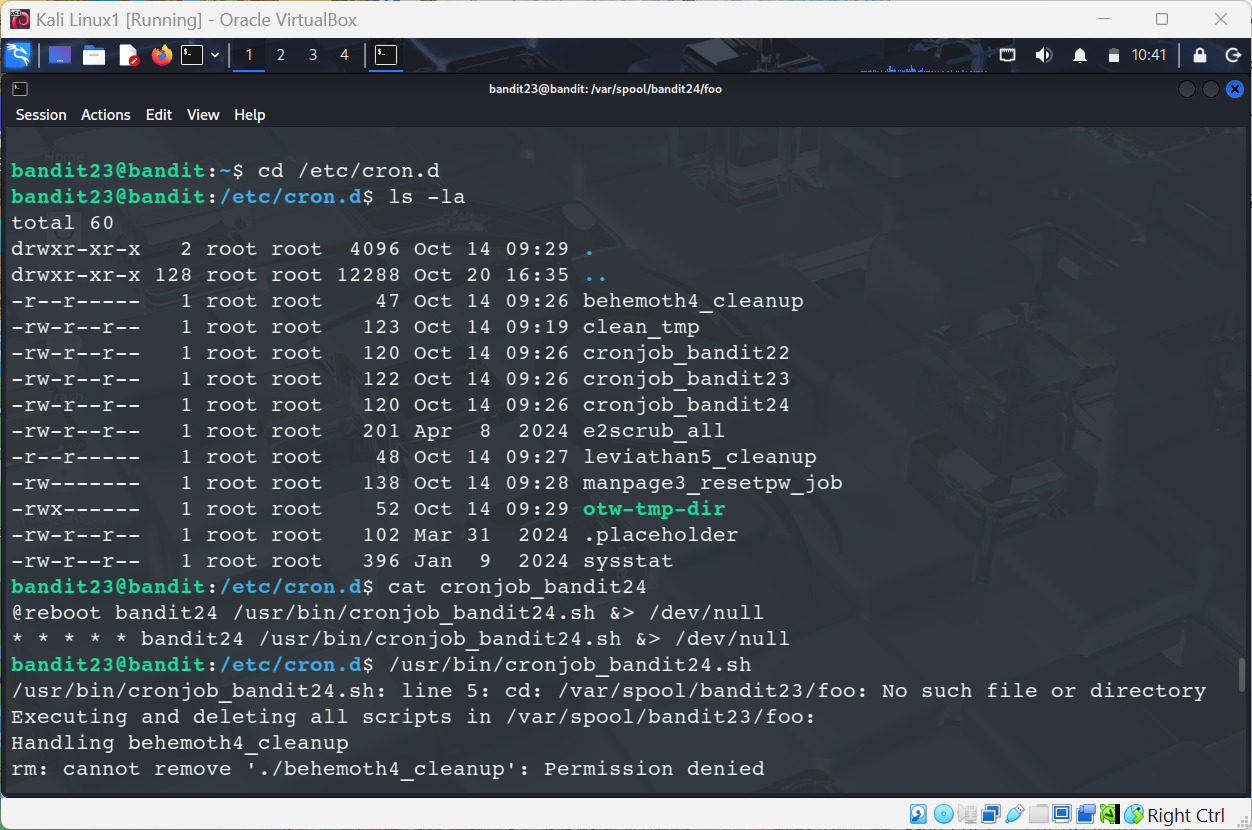 Kali Linux1 [Running] - Oracle VirtualBox
1 2 3 4 10:41
bandit23@bandit: /var/spool/bandit24/foo
Session Actions Edit View Help
bandit23@bandit:~$ cd /etc/cron.d
bandit23@bandit:/etc/cron.d$ ls -la
total 60
drwxr-xr-x   2 root root  4096 Oct 14 09:29 .
drwxr-xr-x 128 root root 12288 Oct 20 16:35 ..
-r--r-----   1 root root    47 Oct 14 09:26 behemoth4_cleanup
-rw-r--r--   1 root root   123 Oct 14 09:19 clean_tmp
-rw-r--r--   1 root root   120 Oct 14 09:26 cronjob_bandit22
-rw-r--r--   1 root root   122 Oct 14 09:26 cronjob_bandit23
-rw-r--r--   1 root root   120 Oct 14 09:26 cronjob_bandit24
-rw-r--r--   1 root root   201 Apr  8  2024 e2scrub_all
-r--r-----   1 root root    48 Oct 14 09:27 leviathan5_cleanup
-rw-------   1 root root   138 Oct 14 09:28 manpage3_resetpw_job
-rwx------   1 root root    52 Oct 14 09:29 otw-tmp-dir
-rw-r--r--   1 root root   102 Mar 31  2024 .placeholder
-rw-r--r--   1 root root   396 Jan  9  2024 sysstat
bandit23@bandit:/etc/cron.d$ cat cronjob_bandit24
@reboot bandit24 /usr/bin/cronjob_bandit24.sh &> /dev/null
* * * * * bandit24 /usr/bin/cronjob_bandit24.sh &> /dev/null
bandit23@bandit:/etc/cron.d$ /usr/bin/cronjob_bandit24.sh
/usr/bin/cronjob_bandit24.sh: line 5: cd: /var/spool/bandit23/foo: No such file or directory
Executing and deleting all scripts in /var/spool/bandit23/foo:
Handling behemoth4_cleanup
rm: cannot remove './behemoth4_cleanup': Permission denied
Right Ctrl